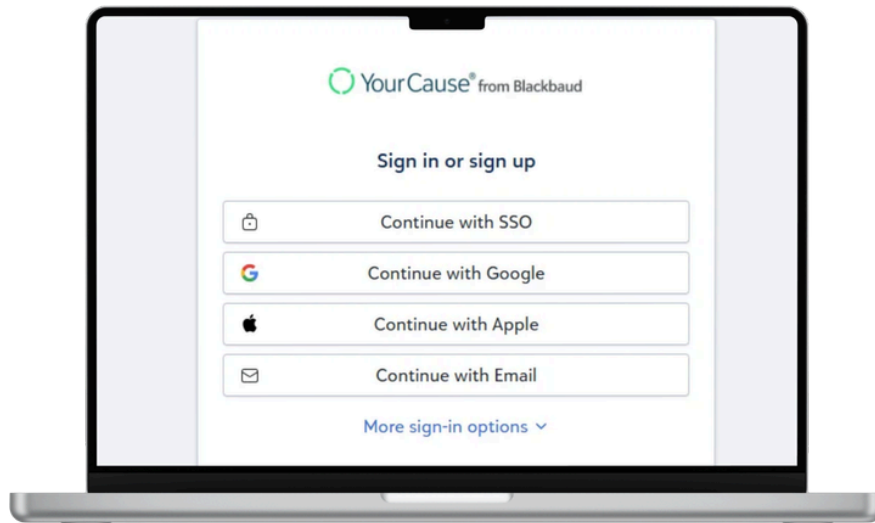 YourCause® from Blackbaud
Sign in or sign up
Continue with SSO
Continue with Google
Continue with Apple
Continue with Email
More sign-in options